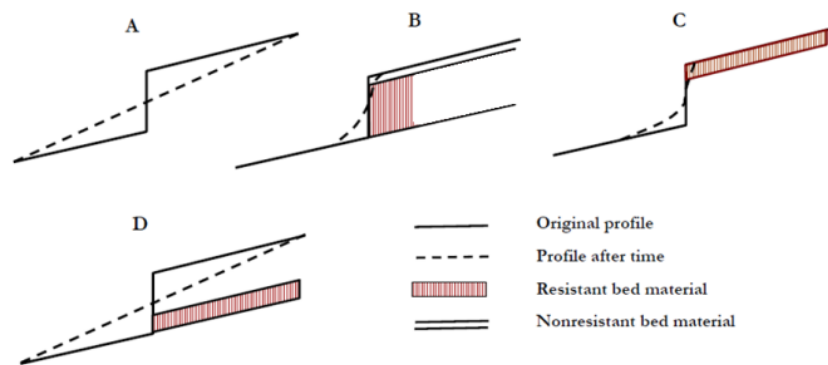 A
B
C
D
Original profile
Profile after time
Resistant bed material
Nonresistant bed material